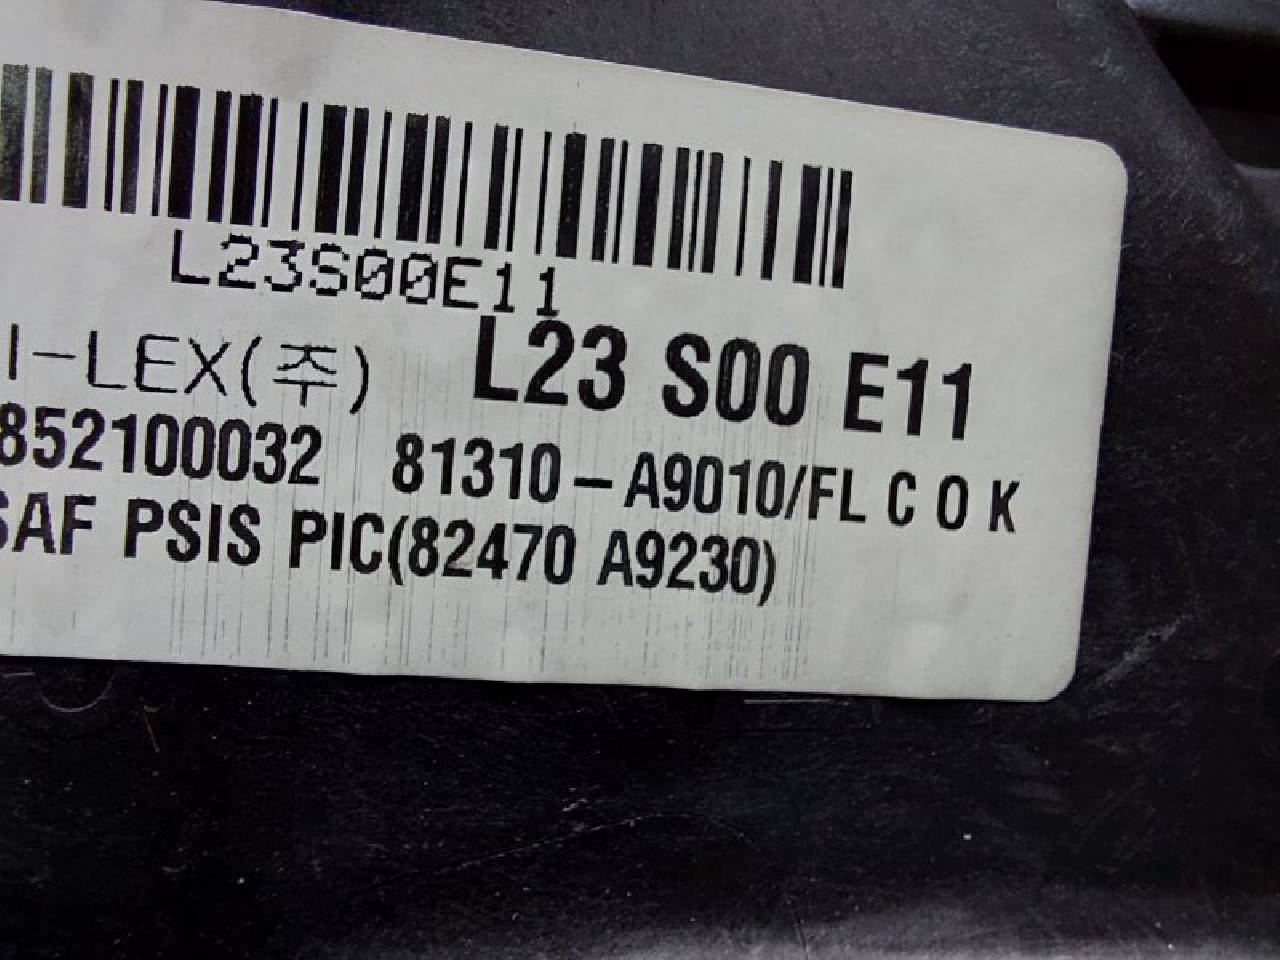 L23S00E11
I-LEX(주) L23 S00 E11
852100032 81310-A9010/FL C O K
SAF PSIS PIC(82470 A9230)